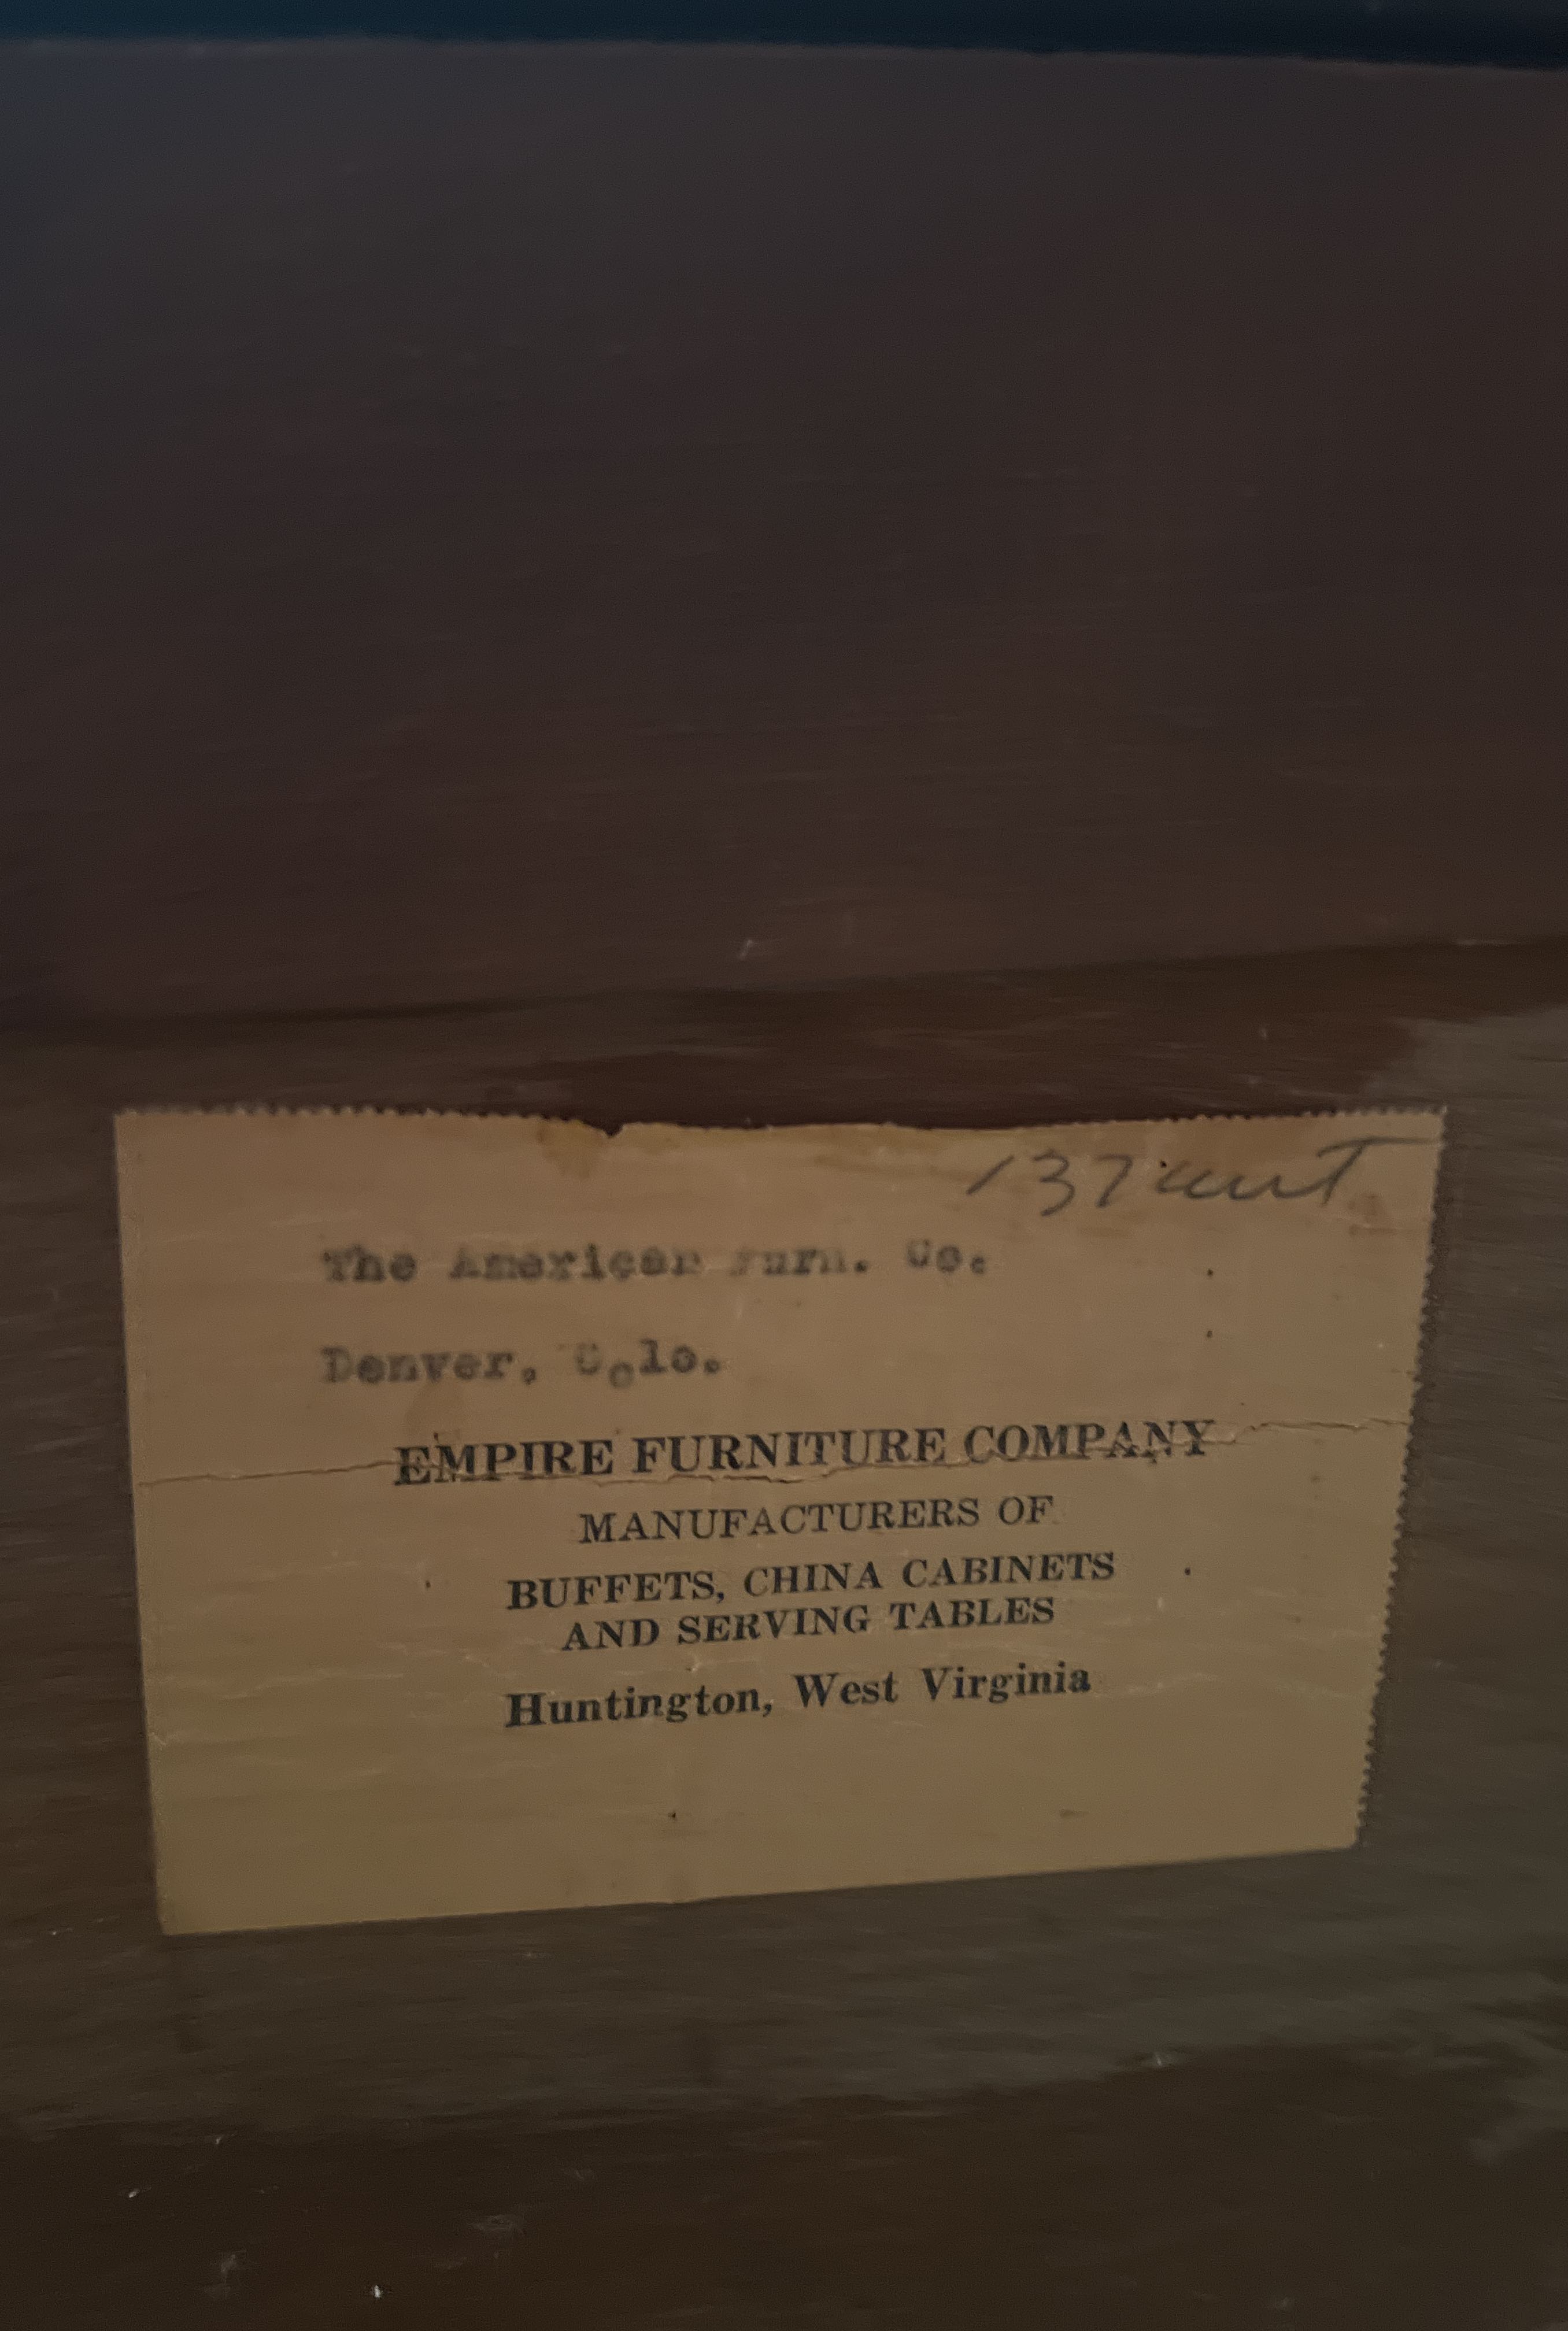 137
The American Furn. Co.
Denver, Colo.
EMPIRE FURNITURE COMPANY
MANUFACTURERS OF
BUFFETS, CHINA CABINETS
AND SERVING TABLES
Huntington, West Virginia